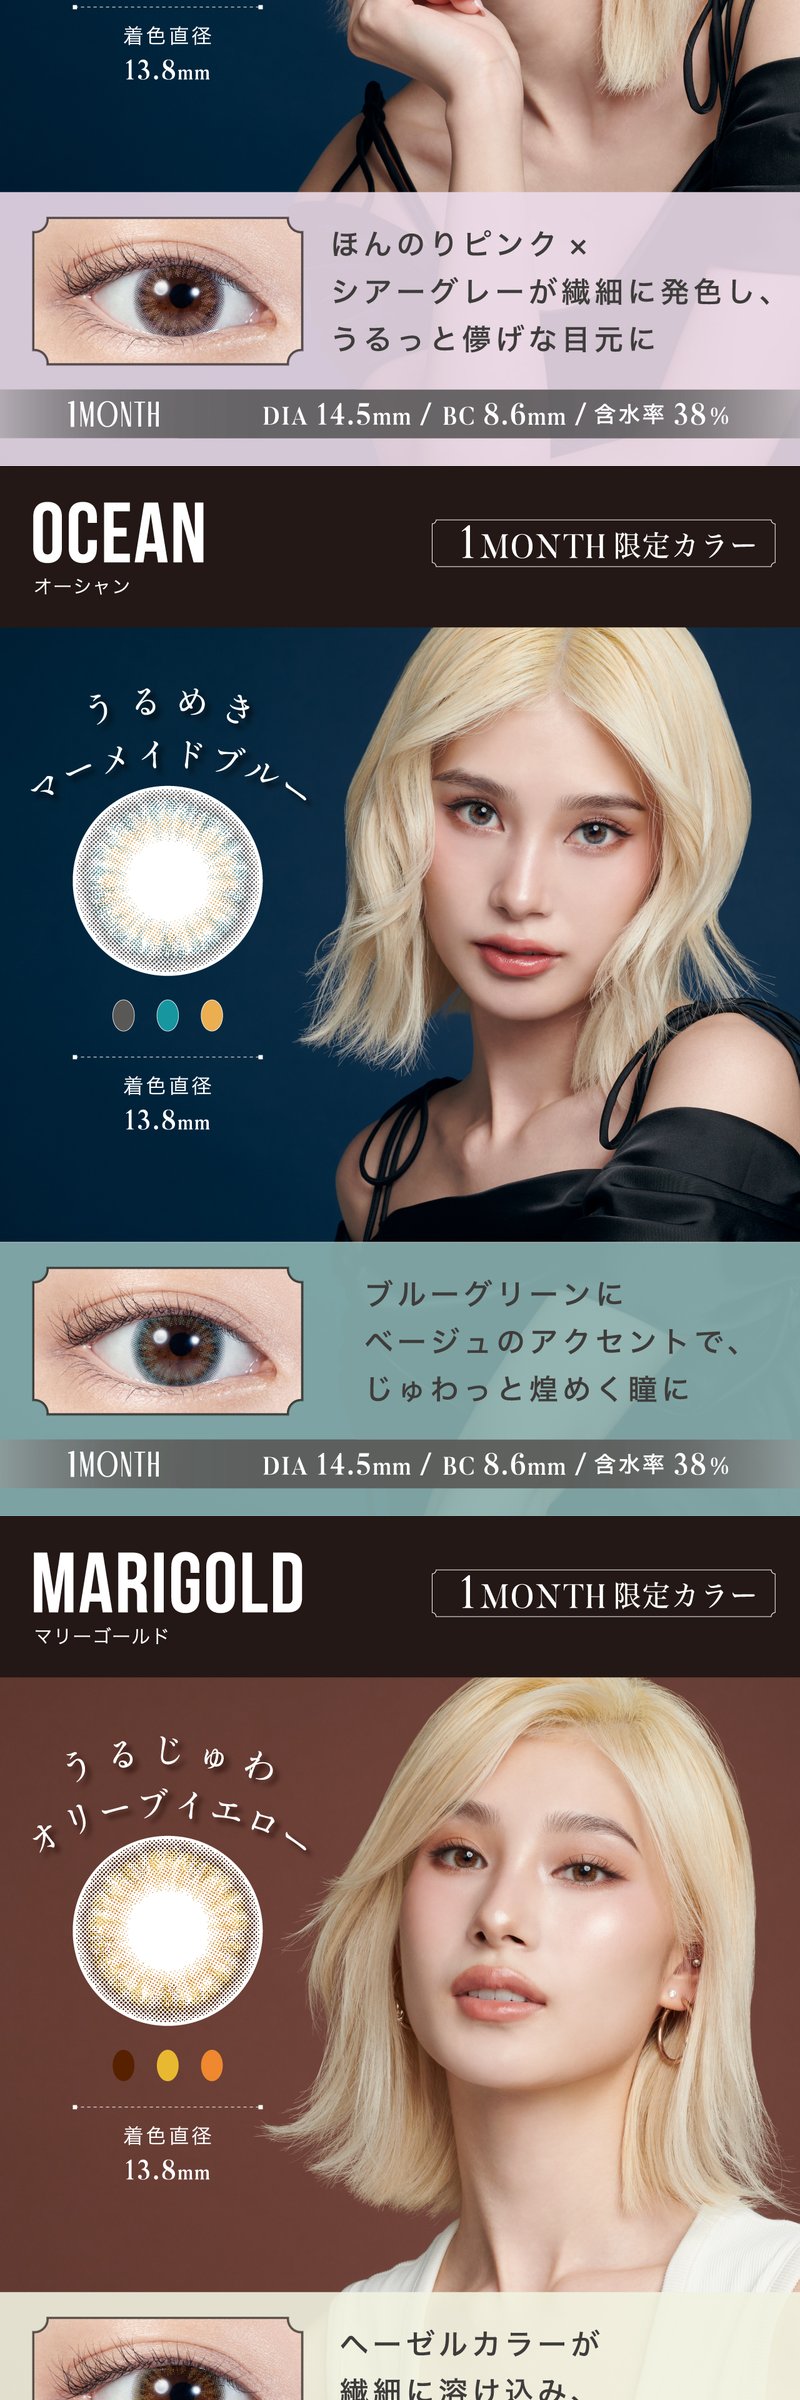 着色直径
13.8mm
ほんのりピンク ×
シアーグレーが繊細に発色し、
うるっと儚げな目元に
1MONTH DIA 14.5mm / BC 8.6mm / 含水率 38%
OCEAN
オーシャン
1MONTH 限定カラー
うるめき
マーメイドブルー
着色直径
13.8mm
ブルーグリーンに
ベージュのアクセントで、
じゅわっと煌めく瞳に
1MONTH DIA 14.5mm / BC 8.6mm / 含水率 38%
MARIGOLD
マリーゴールド
1MONTH 限定カラー
うるじゅわ
オリーブイエロー
着色直径
13.8mm
ヘーゼルカラーが
繊細に溶け込み、